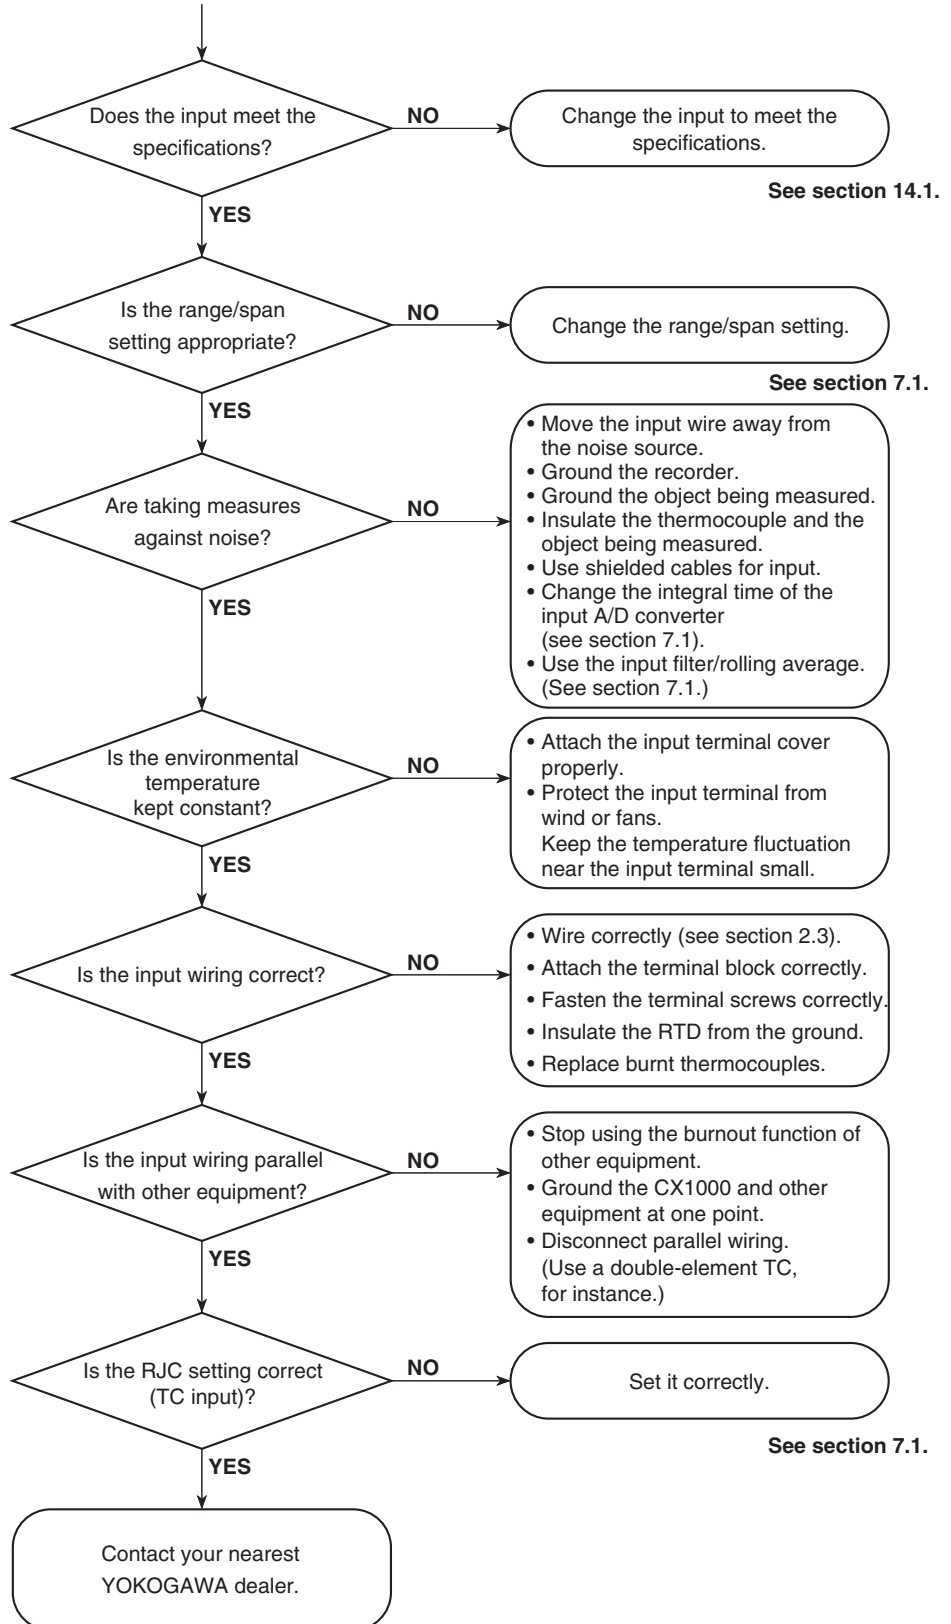 Does the input meet the
specifications?
NO
Change the input to meet the
specifications.
See section 14.1.
YES
Is the range/span
setting appropriate?
NO
Change the range/span setting.
See section 7.1.
YES
Are taking measures
against noise?
NO
• Move the input wire away from
the noise source.
• Ground the recorder.
• Ground the object being measured.
• Insulate the thermocouple and the
object being measured.
• Use shielded cables for input.
• Change the integral time of the
input A/D converter
(see section 7.1).
• Use the input filter/rolling average.
(See section 7.1.)
YES
Is the environmental
temperature
kept constant?
NO
• Attach the input terminal cover
properly.
• Protect the input terminal from
wind or fans.
Keep the temperature fluctuation
near the input terminal small.
YES
Is the input wiring correct?
NO
• Wire correctly (see section 2.3).
• Attach the terminal block correctly.
• Fasten the terminal screws correctly.
• Insulate the RTD from the ground.
• Replace burnt thermocouples.
YES
Is the input wiring parallel
with other equipment?
NO
• Stop using the burnout function of
other equipment.
• Ground the CX1000 and other
equipment at one point.
• Disconnect parallel wiring.
(Use a double-element TC,
for instance.)
YES
Is the RJC setting correct
(TC input)?
NO
Set it correctly.
See section 7.1.
YES
Contact your nearest
YOKOGAWA dealer.